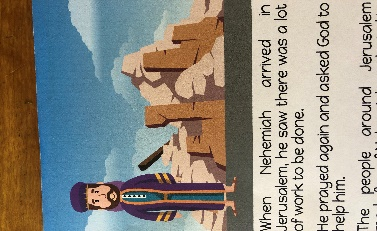 When Nehemiah arrived in
Jerusalem, he saw there was a lot
of work to be done.
He prayed again and asked God to
help him.
The people around Jerusalem